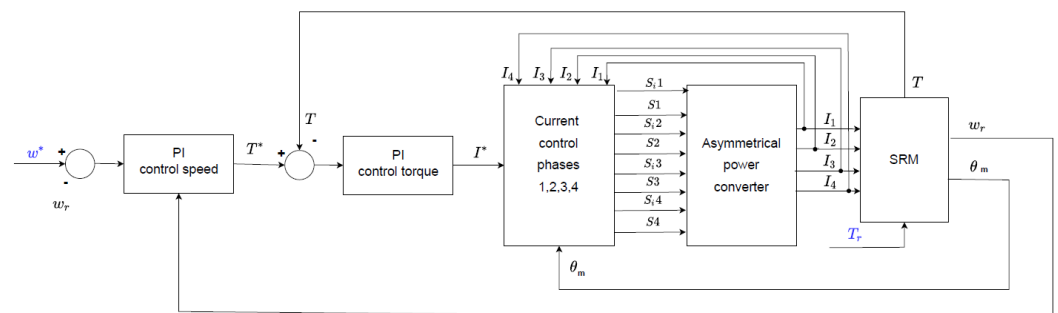 w*
+
-
w_r
PI
control speed
T*
T
+
-
PI
control torque
I*
I_4
I_3
I_2
I_1
Current
control
phases
1,2,3,4
θ_m
S_i1
S1
S_i2
S2
S_i3
S3
S_i4
S4
Asymmetrical
power
converter
I_1
I_2
I_3
I_4
T_r
SRM
T
w_r
θ_m